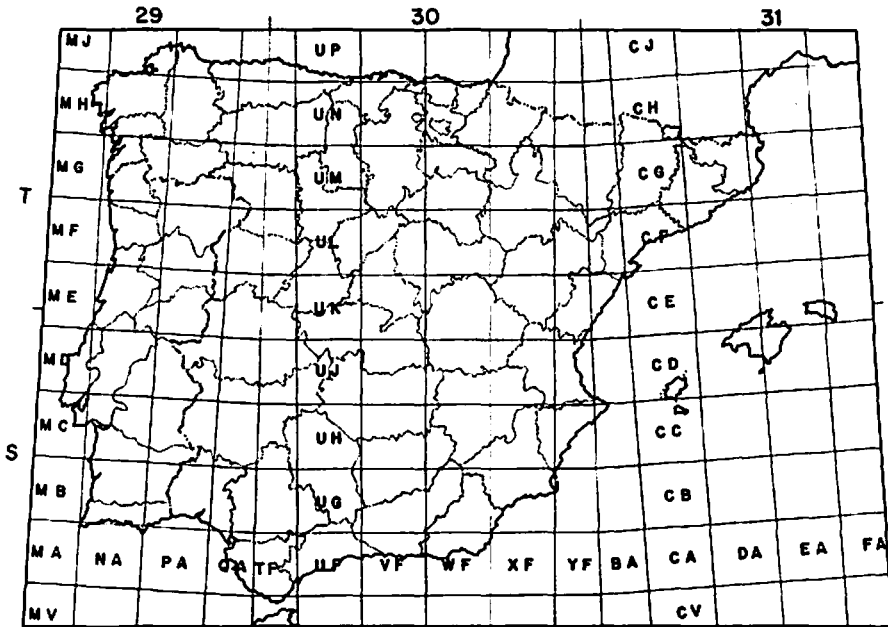 29 30 31
MJ UP CJ
MH UN CH
MG UM CG
T
MF UL CF
ME UK CE
MD UJ CD
MC UH CC
S
MB UG CB
MA NA PA QA TF UF VF WF XF YF BA CA DA EA FA
MV CV